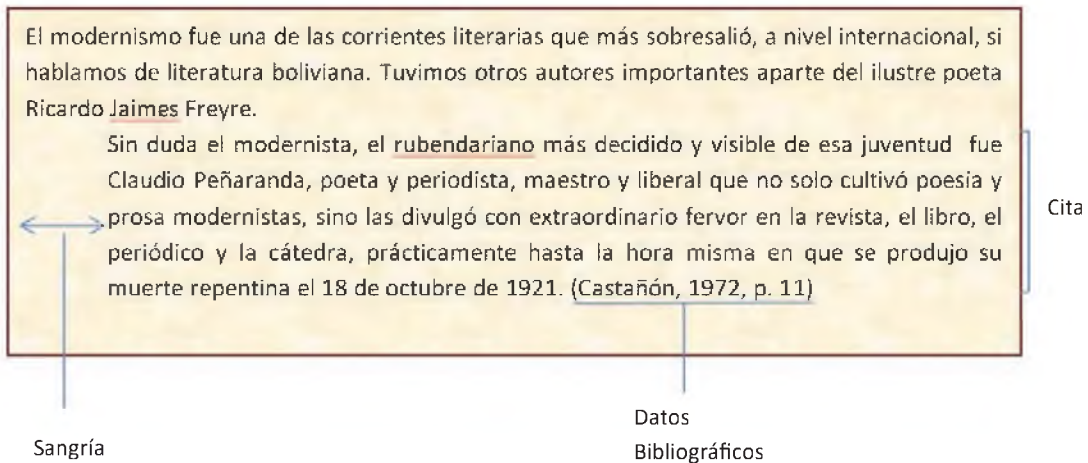 El modernismo fue una de las corrientes literarias que más sobresalió, a nivel internacional, si
hablamos de literatura boliviana. Tuvimos otros autores importantes aparte del ilustre poeta
Ricardo Jaimes Freyre.
Sin duda el modernista, el rubendariano más decidido y visible de esa juventud fue
Claudio Peñaranda, poeta y periodista, maestro y liberal que no solo cultivó poesía y
prosa modernistas, sino las divulgó con extraordinario fervor en la revista, el libro, el
periódico y la cátedra, prácticamente hasta la hora misma en que se produjo su
muerte repentina el 18 de octubre de 1921. (Castañón, 1972, p. 11)
Cita
Sangría
Datos
Bibliográficos